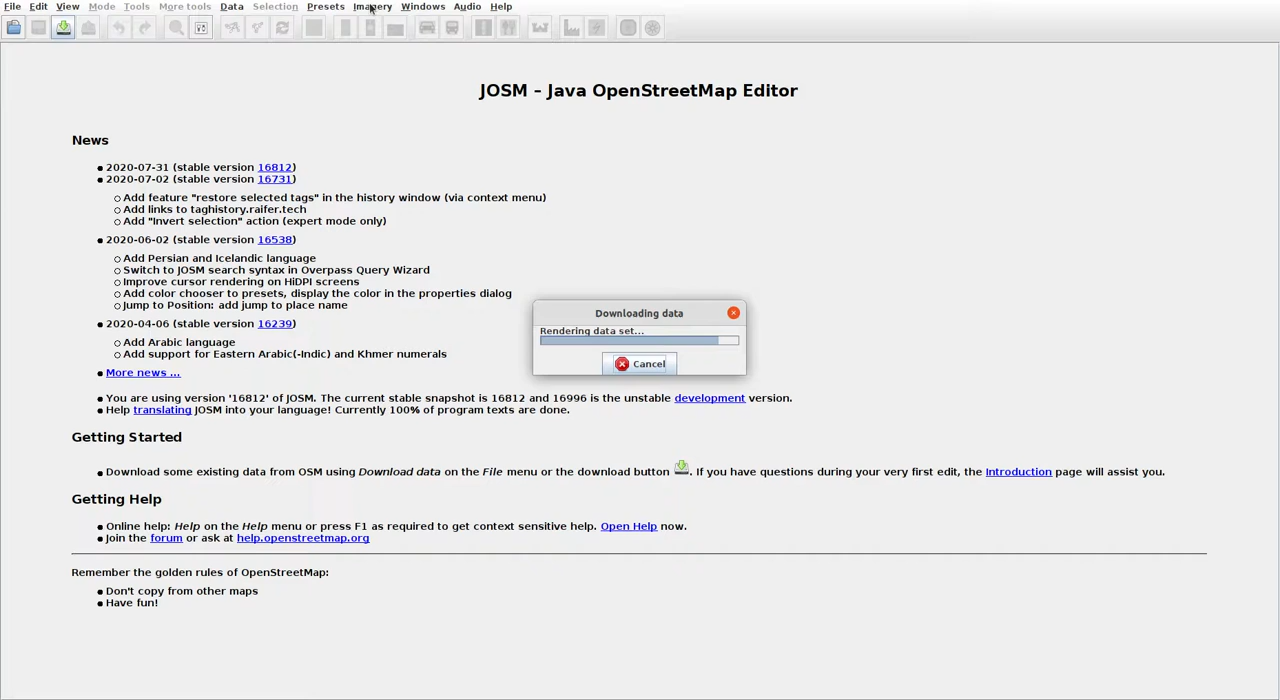 File Edit View Mode Tools More tools Data Selection Presets Imagery Windows Audio Help
JOSM – Java OpenStreetMap Editor
News
2020-07-31 (stable version 16812)
2020-07-02 (stable version 16731)
Add feature "restore selected tags" in the history window (via context menu)
Add links to taghistory.raifer.tech
Add "Invert selection" action (expert mode only)
2020-06-02 (stable version 16538)
Add Persian and Icelandic language
Switch to JOSM search syntax in Overpass Query Wizard
Improve cursor rendering on HiDPI screens
Add color chooser to presets, display the color in the properties dialog
Jump to Position: add jump to place name
2020-04-06 (stable version 16239)
Add Arabic language
Add support for Eastern Arabic(-Indic) and Khmer numerals
More news ...
Downloading data
Rendering data set...
Cancel
You are using version '16812' of JOSM. The current stable snapshot is 16812 and 16996 is the unstable development version.
Help translating JOSM into your language! Currently 100% of program texts are done.
Getting Started
Download some existing data from OSM using Download data on the File menu or the download button . If you have questions during your very first edit, the Introduction page will assist you.
Getting Help
Online help: Help on the Help menu or press F1 as required to get context sensitive help. Open Help now.
Join the forum or ask at help.openstreetmap.org
Remember the golden rules of OpenStreetMap:
Don't copy from other maps
Have fun!